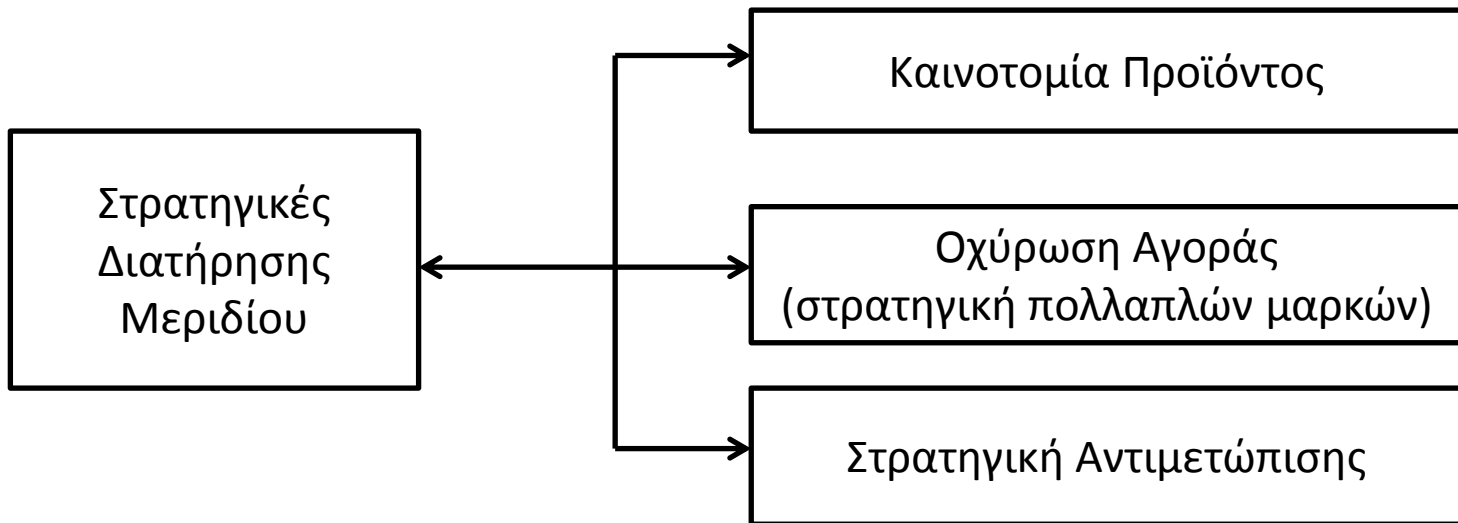 Καινοτομία Προϊόντος
Στρατηγικές
Διατήρησης
Μεριδίου
Οχύρωση Αγοράς
(στρατηγική πολλαπλών μαρκών)
Στρατηγική Αντιμετώπισης